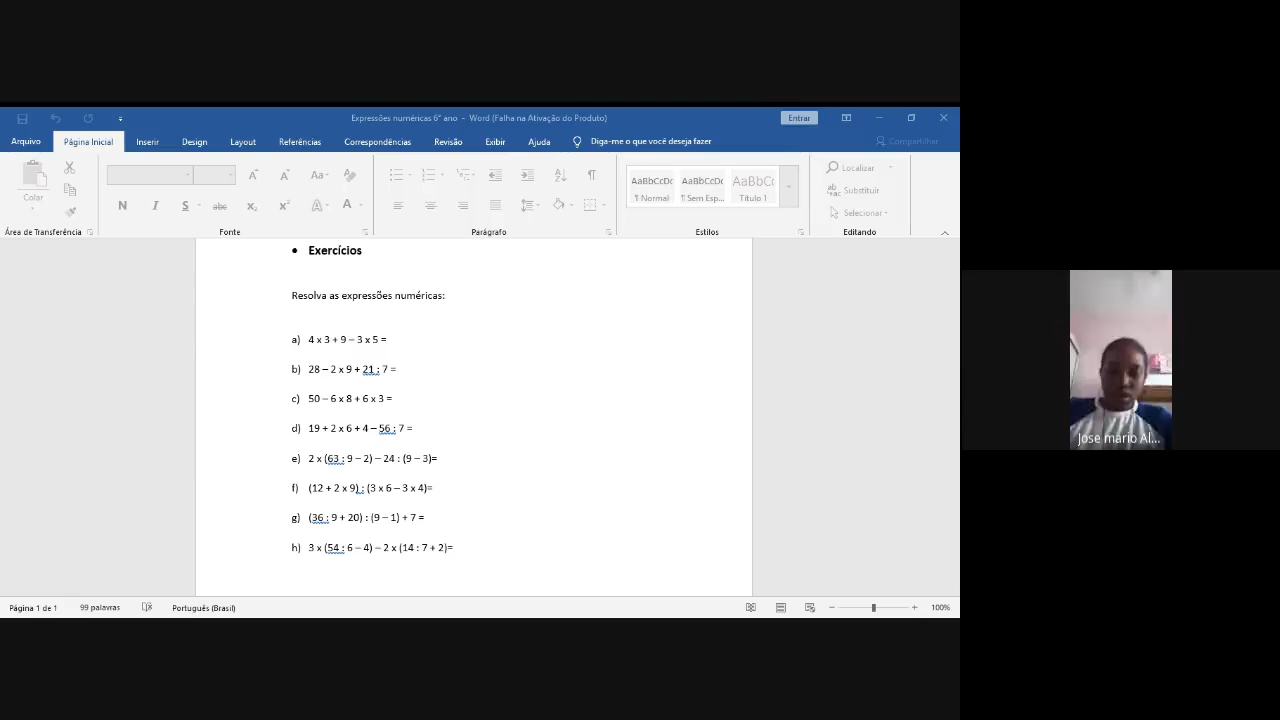 Expressões numéricas 6° ano – Word (Falha na Ativação do Produto)
Entrar
Arquivo
Página Inicial
Inserir
Design
Layout
Referências
Correspondências
Revisão
Exibir
Ajuda
Diga-me o que você deseja fazer
Compartilhar
Colar
Área de Transferência
N I S abc x₂ x² A A
Fonte
Parágrafo
AaBbCcDc AaBbCcDc AaBbCc
¶ Normal ¶ Sem Esp... Título 1
Estilos
Localizar
Substituir
Selecionar
Editando
• Exercícios
Resolva as expressões numéricas:
a) 4 x 3 + 9 – 3 x 5 =
b) 28 – 2 x 9 + 21 : 7 =
c) 50 – 6 x 8 + 6 x 3 =
d) 19 + 2 x 6 + 4 – 56 : 7 =
e) 2 x (63 : 9 – 2) – 24 : (9 – 3)=
f) (12 + 2 x 9) : (3 x 6 – 3 x 4)=
g) (36 : 9 + 20) : (9 – 1) + 7 =
h) 3 x (54 : 6 – 4) – 2 x (14 : 7 + 2)=
Página 1 de 1
99 palavras
Português (Brasil)
100%
Jose mario Al...